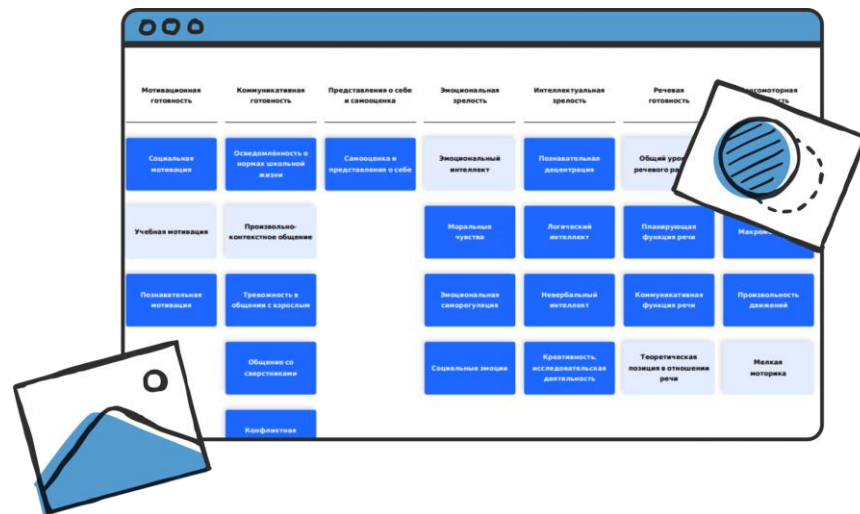 Мотивационная
готовность
Коммуникативная
готовность
Представления о себе
и самооценка
Эмоциональная
зрелость
Интеллектуальная
зрелость
Речевая
готовность
Социальная
мотивация
Осведомлённость о
нормах школьной
жизни
Самооценка и
представления о себе
Эмоциональный
интеллект
Познавательная
децентрация
Общий
речевого
Учебная мотивация
Произвольно-
контекстное общение
Моральные
чувства
Логический
интеллект
Планирующая
функция речи
Познавательная
мотивация
Тревожность в
общении с взрослым
Эмоциональная
саморегуляция
Невербальный
интеллект
Коммуникативная
функция речи
Произвольность
движений
Общение со
сверстниками
Социальные эмоции
Креативность,
исследовательская
деятельность
Теоретическая
позиция в отношении
речи
Мелкая
моторика
Конфликтная